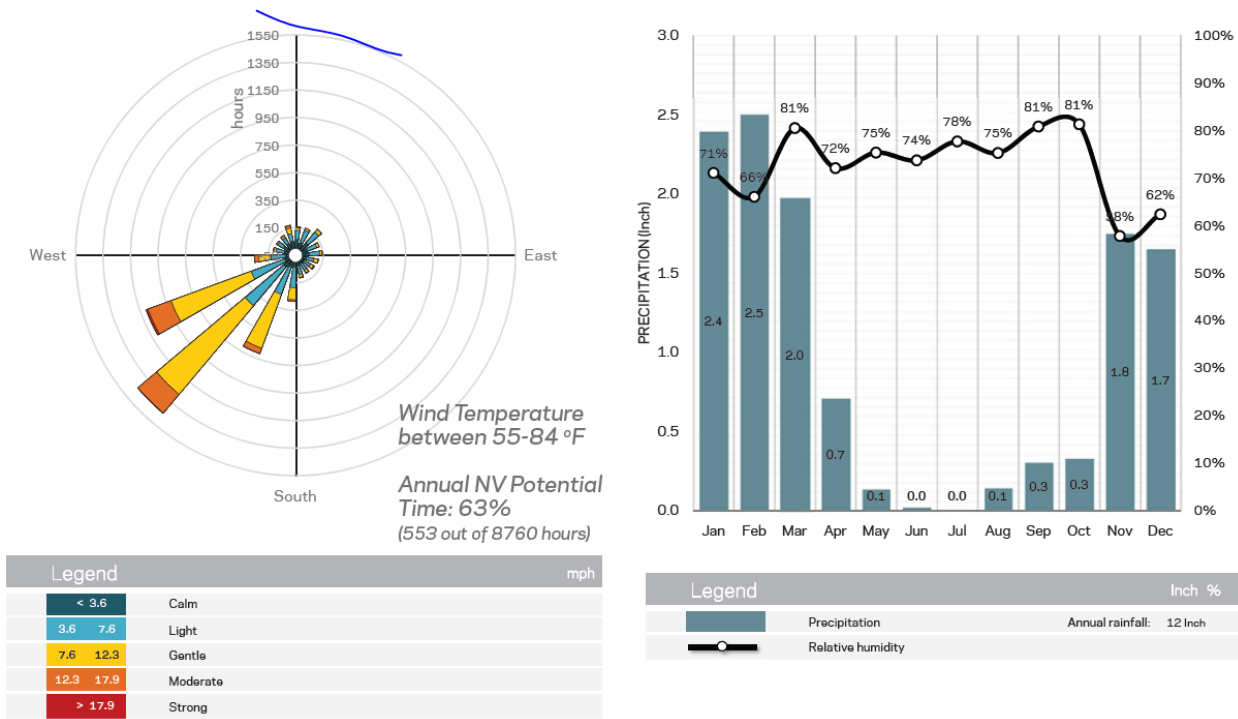 1550
1350
1150
950
750
550
350
150
hours
West
East
South
Wind Temperature
between 55-84 ºF
Annual NV Potential
Time: 63%
(553 out of 8760 hours)
Legend mph
< 3.6 Calm
3.6 7.6 Light
7.6 12.3 Gentle
12.3 17.9 Moderate
> 17.9 Strong
PRECIPITATION(Inch)
3.0
2.5
2.0
1.5
1.0
0.5
0.0
100%
90%
80%
70%
60%
50%
40%
30%
20%
10%
0%
71% 66% 81% 72% 75% 74% 78% 75% 81% 81% 58% 62%
2.4 2.5 2.0 0.7 0.1 0.0 0.0 0.1 0.3 0.3 1.8 1.7
Jan Feb Mar Apr May Jun Jul Aug Sep Oct Nov Dec
Legend Inch %
Precipitation Annual rainfall: 12 Inch
Relative humidity